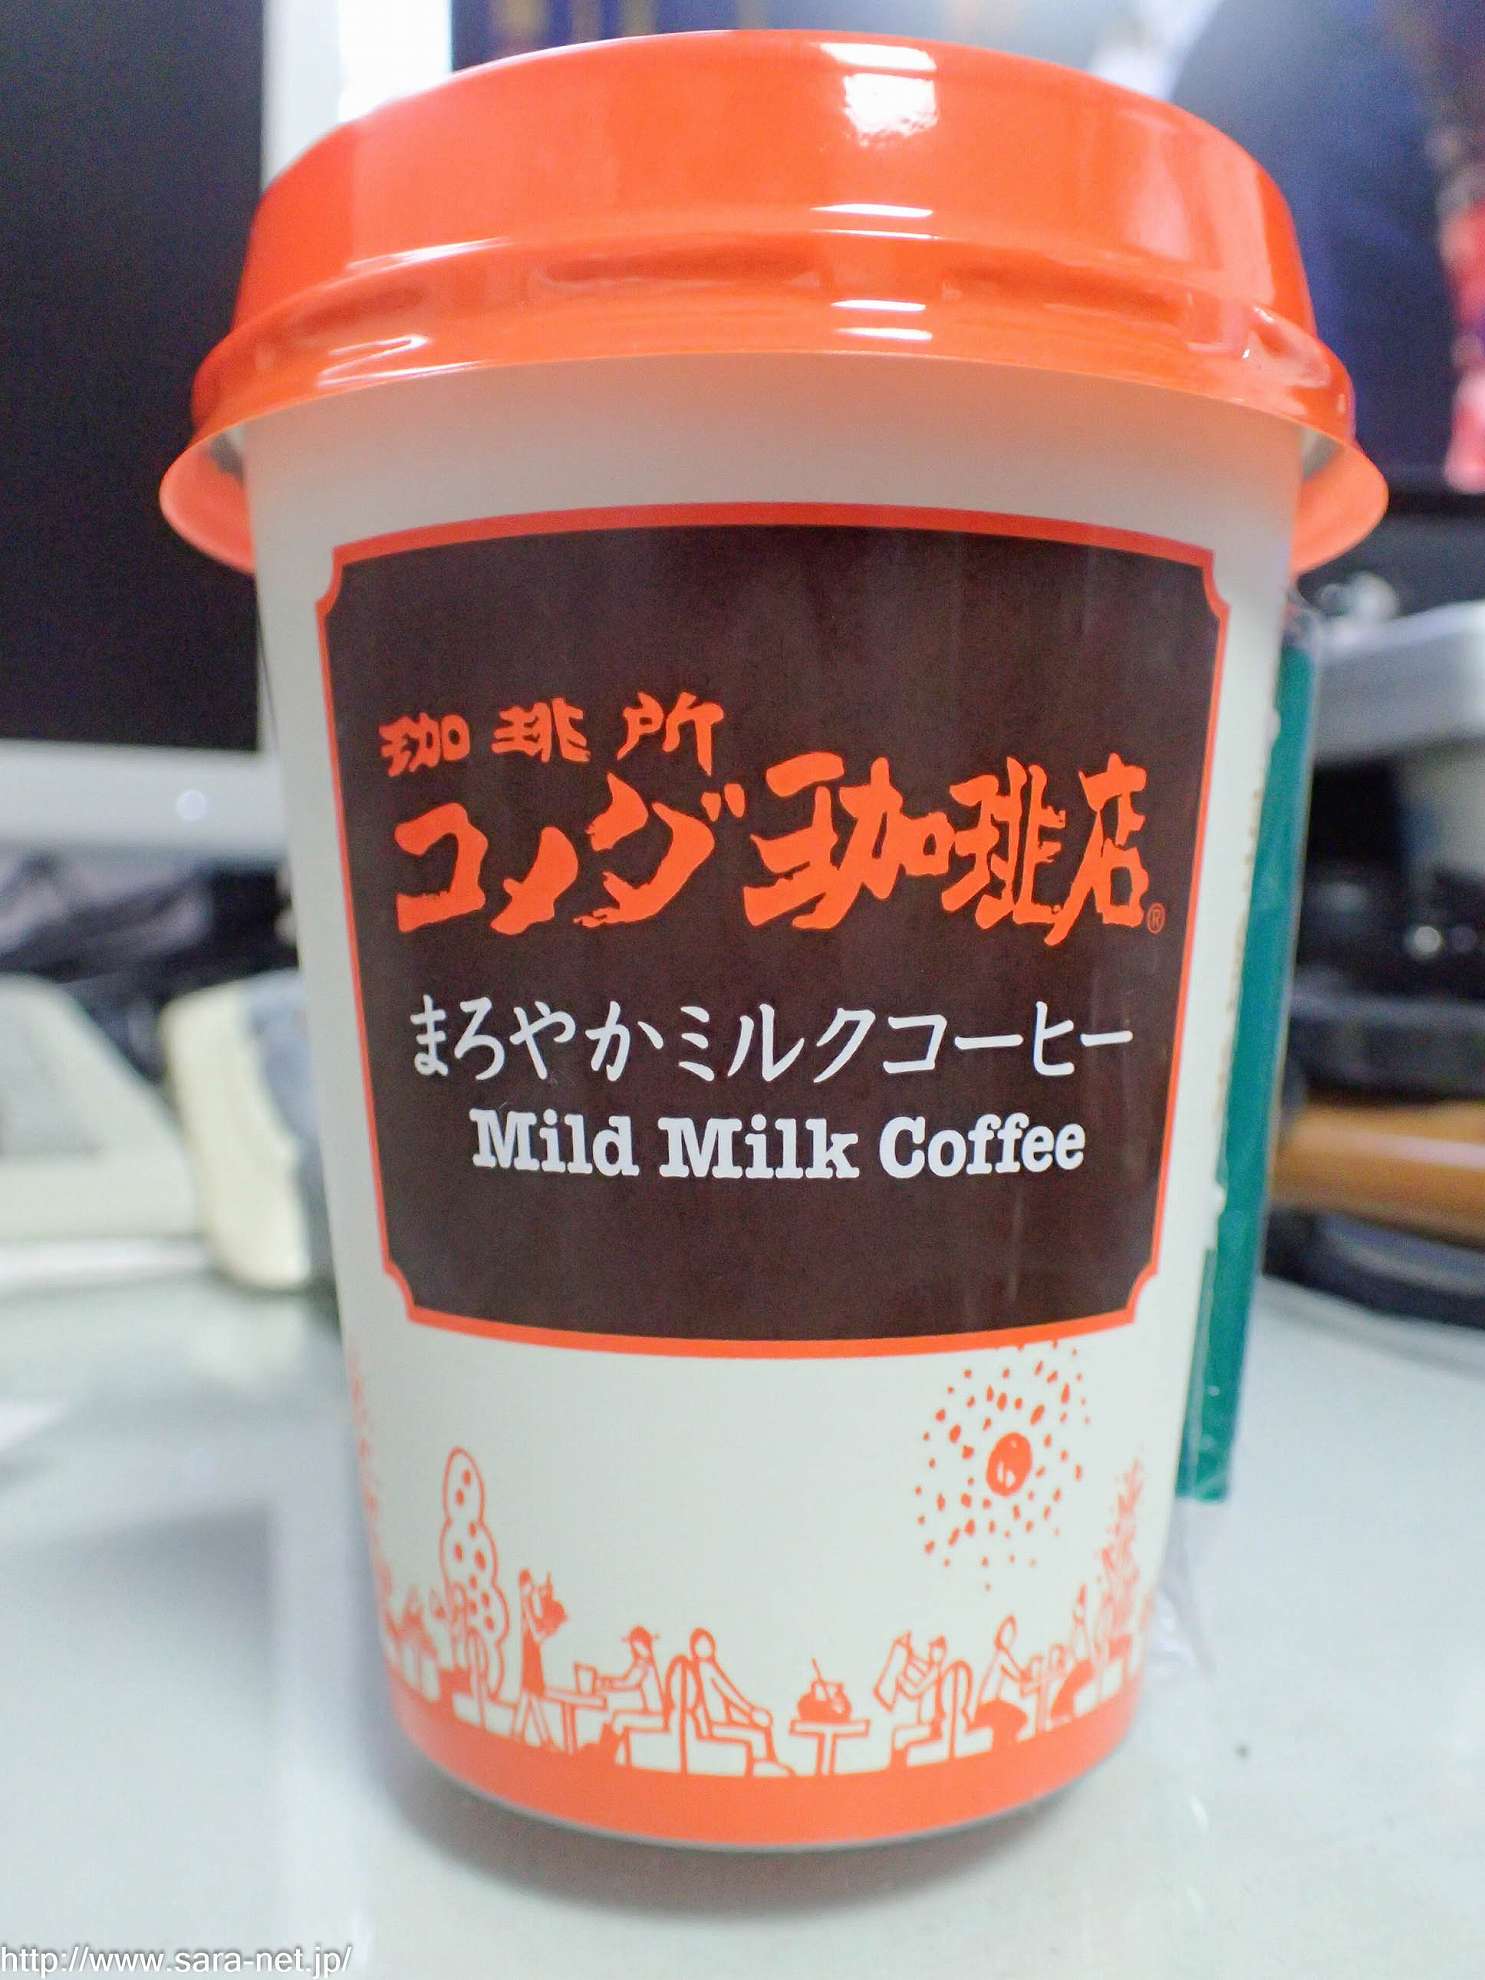 珈琲所
コメダ珈琲店®
まろやかミルクコーヒー
Mild Milk Coffee
http://www.sara-net.jp/